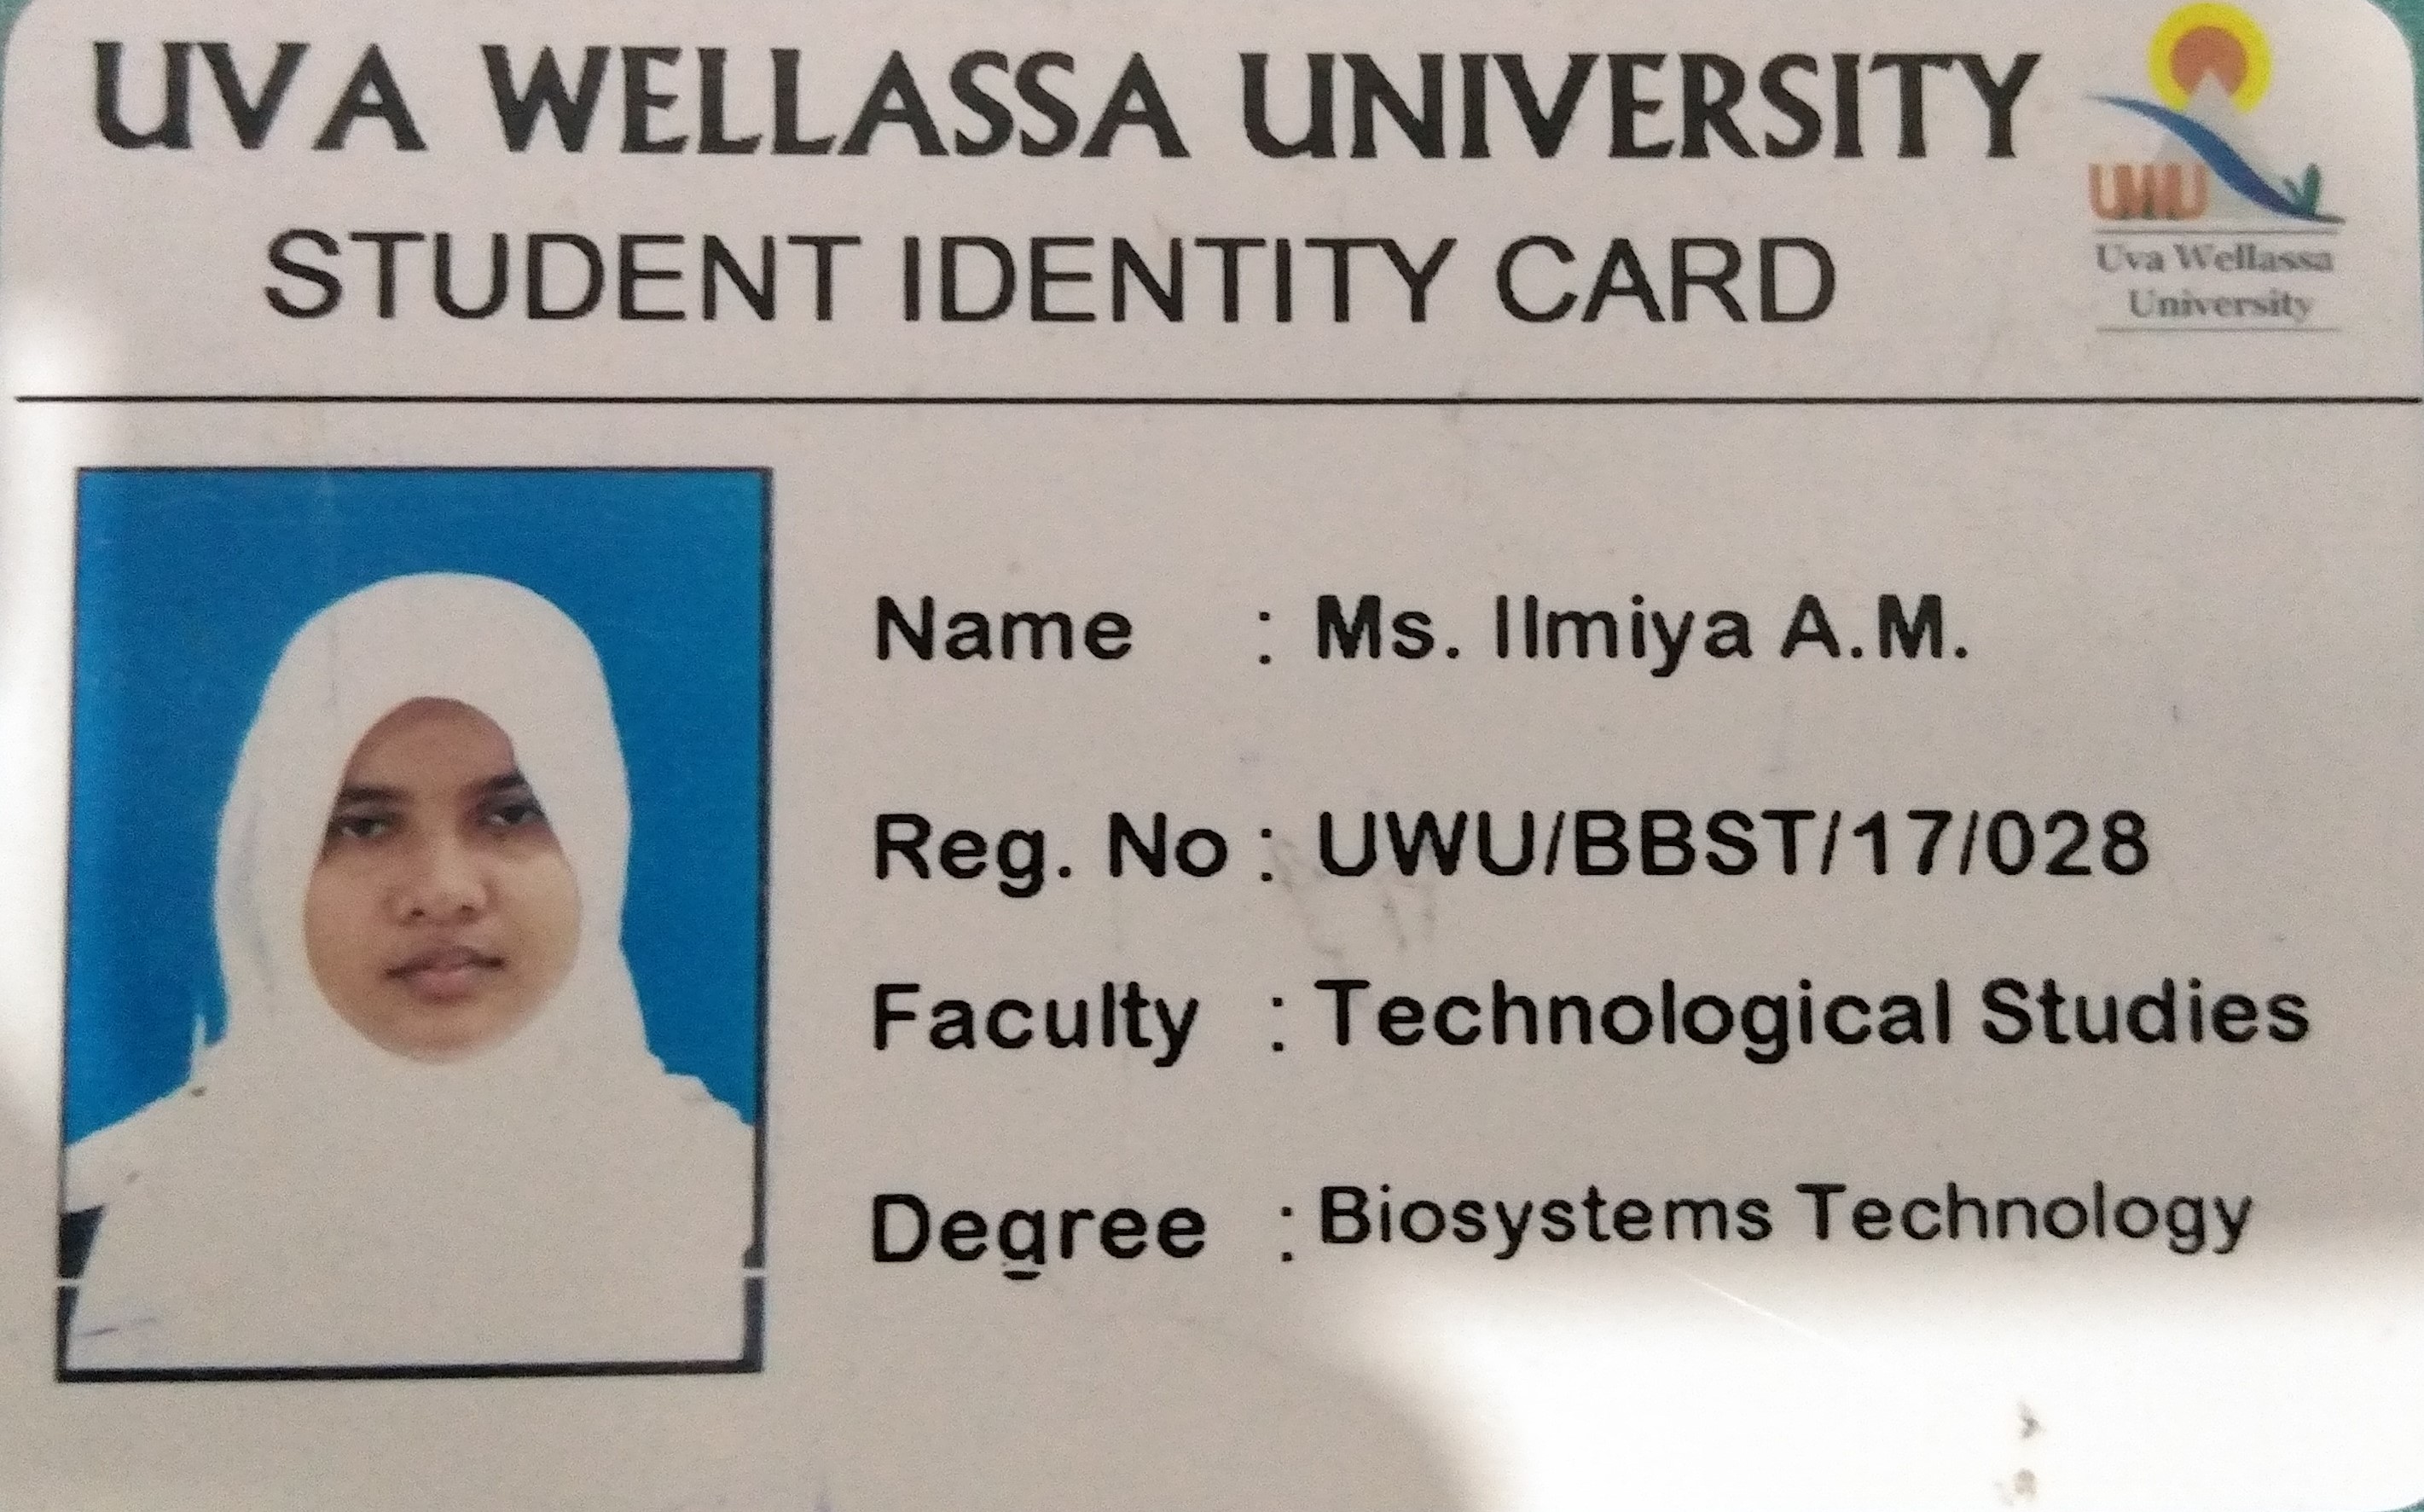 UVA WELLASSA UNIVERSITY
STUDENT IDENTITY CARD
UWU
Uva Wellassa
University
Name : Ms. Ilmiya A.M.
Reg. No : UWU/BBST/17/028
Faculty : Technological Studies
Degree : Biosystems Technology